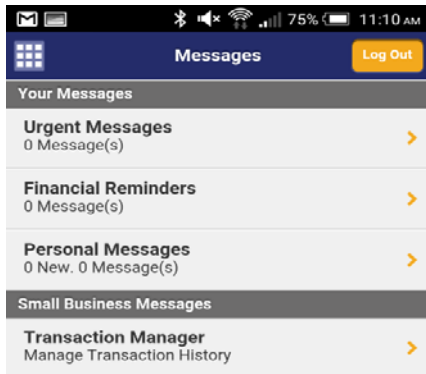 75% 11:10 AM
Messages Log Out
Your Messages
Urgent Messages
0 Message(s)
Financial Reminders
0 Message(s)
Personal Messages
0 New. 0 Message(s)
Small Business Messages
Transaction Manager
Manage Transaction History